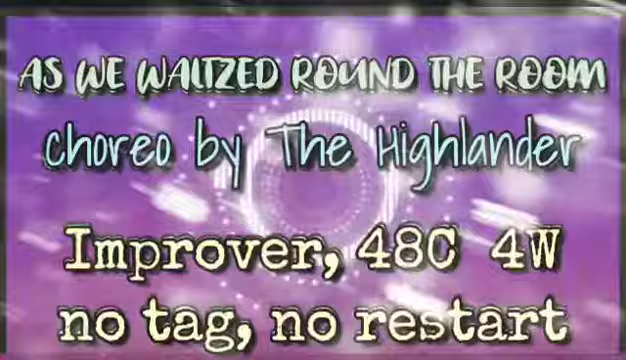 AS WE WALTZED ROUND THE ROOM
choreo by The Highlander
Improver, 48C 4W
no tag, no restart